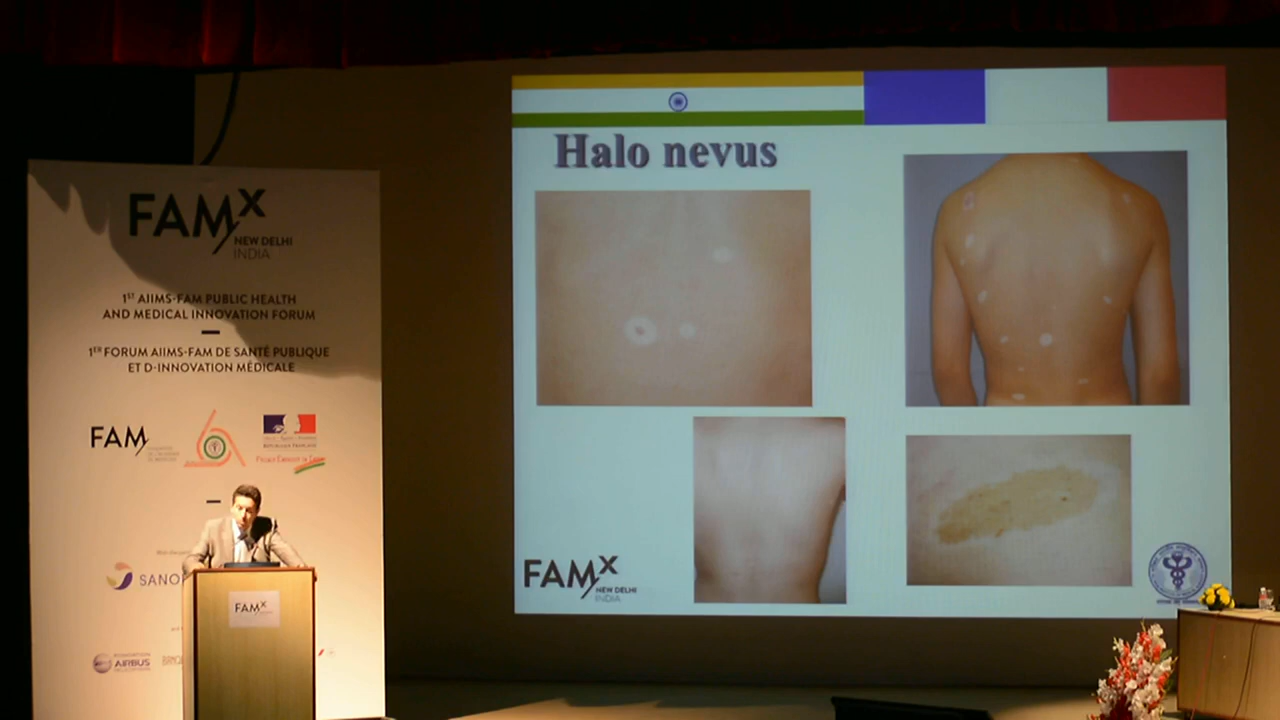 FAMX
NEW DELHI
INDIA
1ST AIIMS-FAM PUBLIC HEALTH
AND MEDICAL INNOVATION FORUM
1ER FORUM AIIMS-FAM DE SANTÉ PUBLIQUE
ET D-INNOVATION MÉDICALE
FAM
SANO
AIRBUS
FAMX
Halo nevus
FAMX
NEW DELHI
INDIA